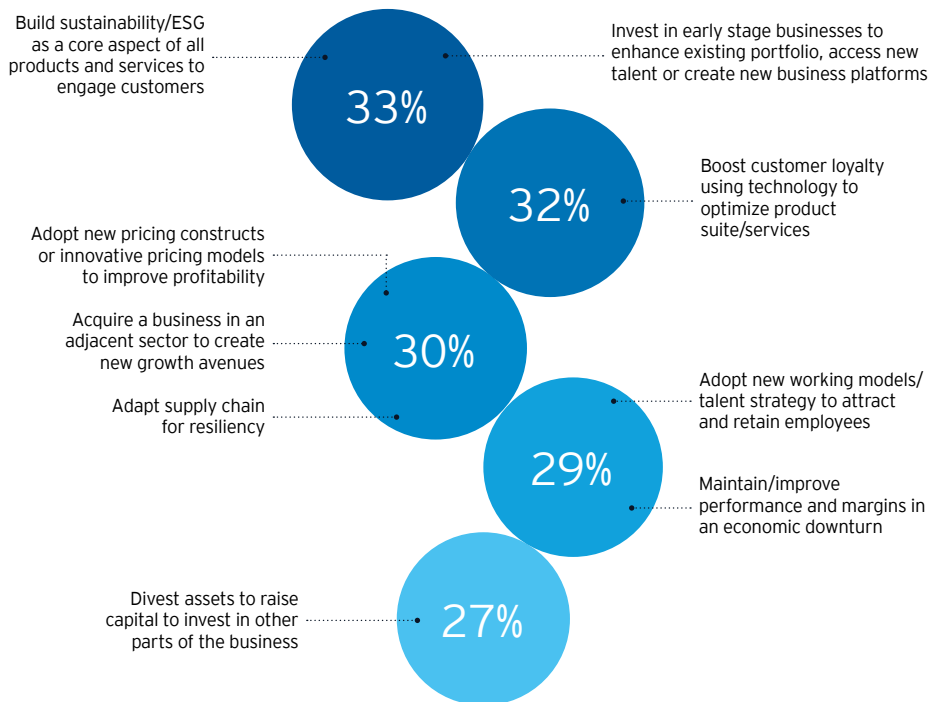 Build sustainability/ESG
as a core aspect of all
products and services to
engage customers
33%
Invest in early stage businesses to
enhance existing portfolio, access new
talent or create new business platforms
32%
Boost customer loyalty
using technology to
optimize product
suite/services
Adopt new pricing constructs
or innovative pricing models
to improve profitability
Acquire a business in an
adjacent sector to create
new growth avenues
Adapt supply chain
for resiliency
30%
29%
Adopt new working models/
talent strategy to attract
and retain employees
Maintain/improve
performance and margins in
an economic downturn
Divest assets to raise
capital to invest in other
parts of the business
27%